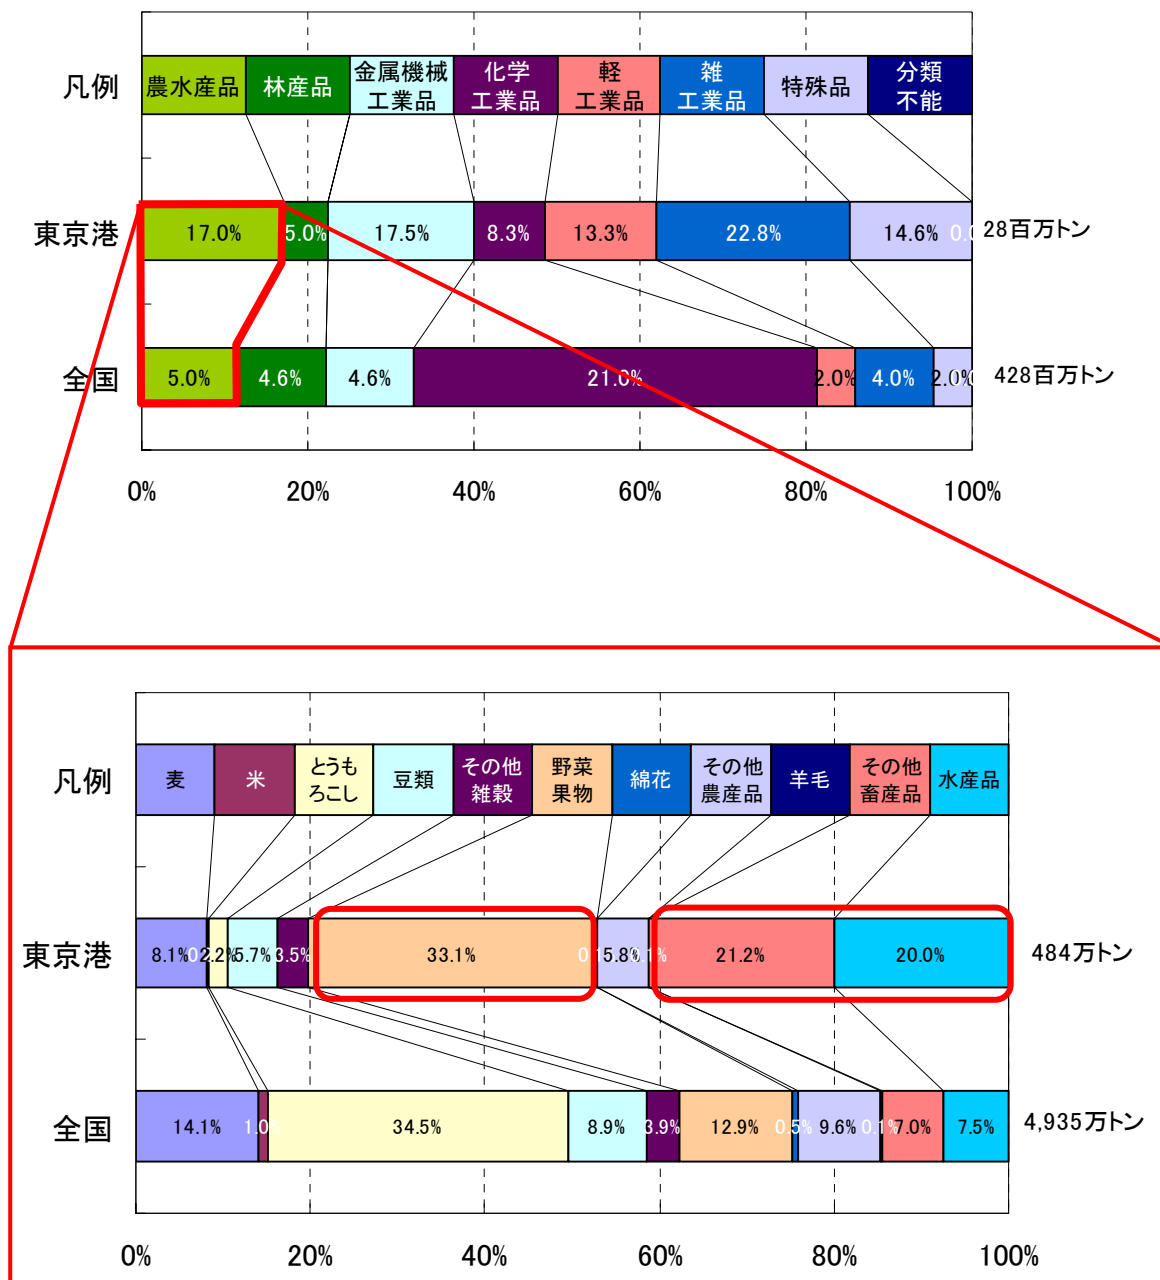 凡例
農水産品
林産品
金属機械
工業品
化学
工業品
軽
工業品
雑
工業品
特殊品
分類
不能
東京港
17.0%
5.0%
17.5%
8.3%
13.3%
22.8%
14.6%
28百万トン
全国
5.0%
4.6%
4.6%
21.0%
2.0%
4.0%
2.0%
428百万トン
0%
20%
40%
60%
80%
100%
凡例
麦
米
とうも
ろこし
豆類
その他
雑穀
野菜
果物
綿花
その他
農産品
羊毛
その他
畜産品
水産品
東京港
8.1%
5.7%
3.5%
33.1%
5.8%
21.2%
20.0%
484万トン
全国
14.1%
1.0%
34.5%
8.9%
3.9%
12.9%
0.5%
9.6%
0.1%
7.0%
7.5%
4,935万トン
0%
20%
40%
60%
80%
100%